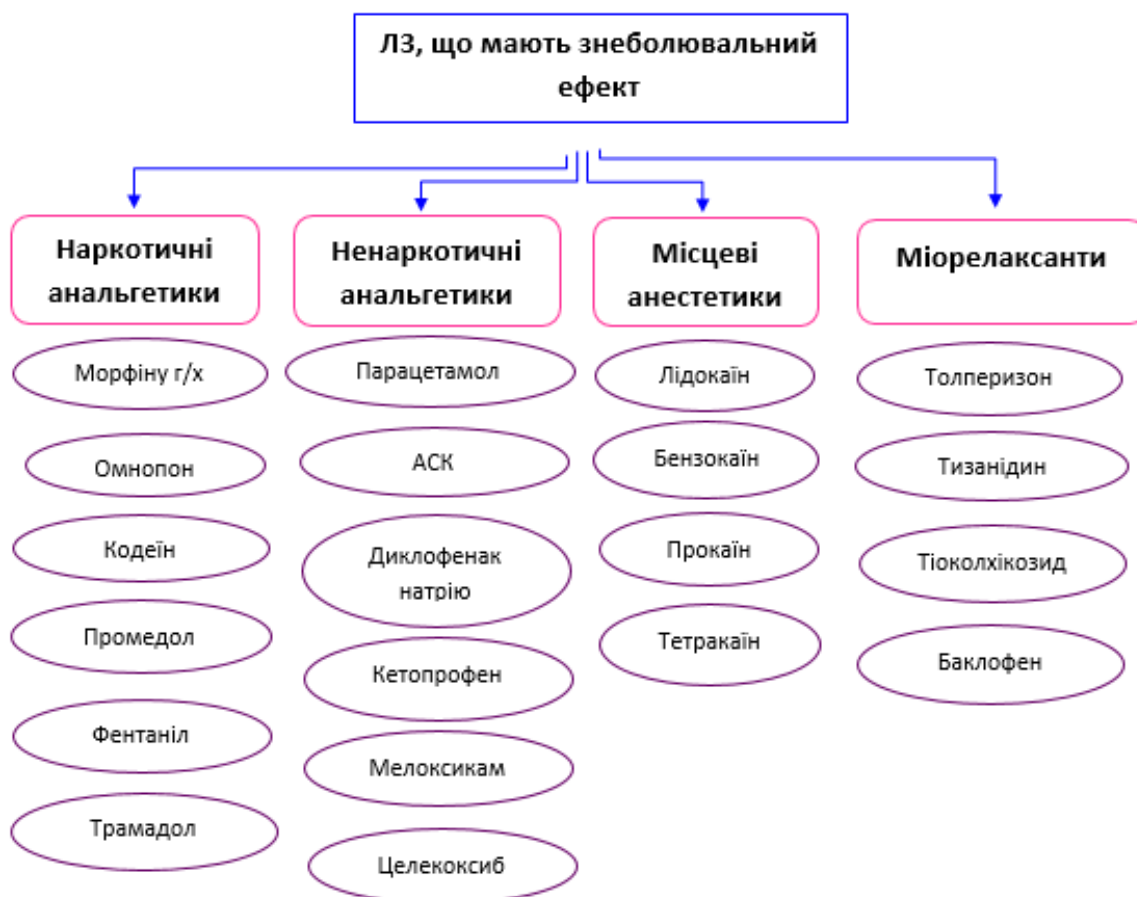 ЛЗ, що мають знеболювальний
ефект
Наркотичні
анальгетики
Морфіну г/х
Омнопон
Кодеїн
Промедол
Фентаніл
Трамадол
Ненаркотичні
анальгетики
Парацетамол
АСК
Диклофенак
натрію
Кетопрофен
Мелоксикам
Целекоксиб
Місцеві
анестетики
Лідокаїн
Бензокаїн
Прокаїн
Тетракаїн
Міорелаксанти
Толперизон
Тизанідин
Тіоколхікозид
Баклофен